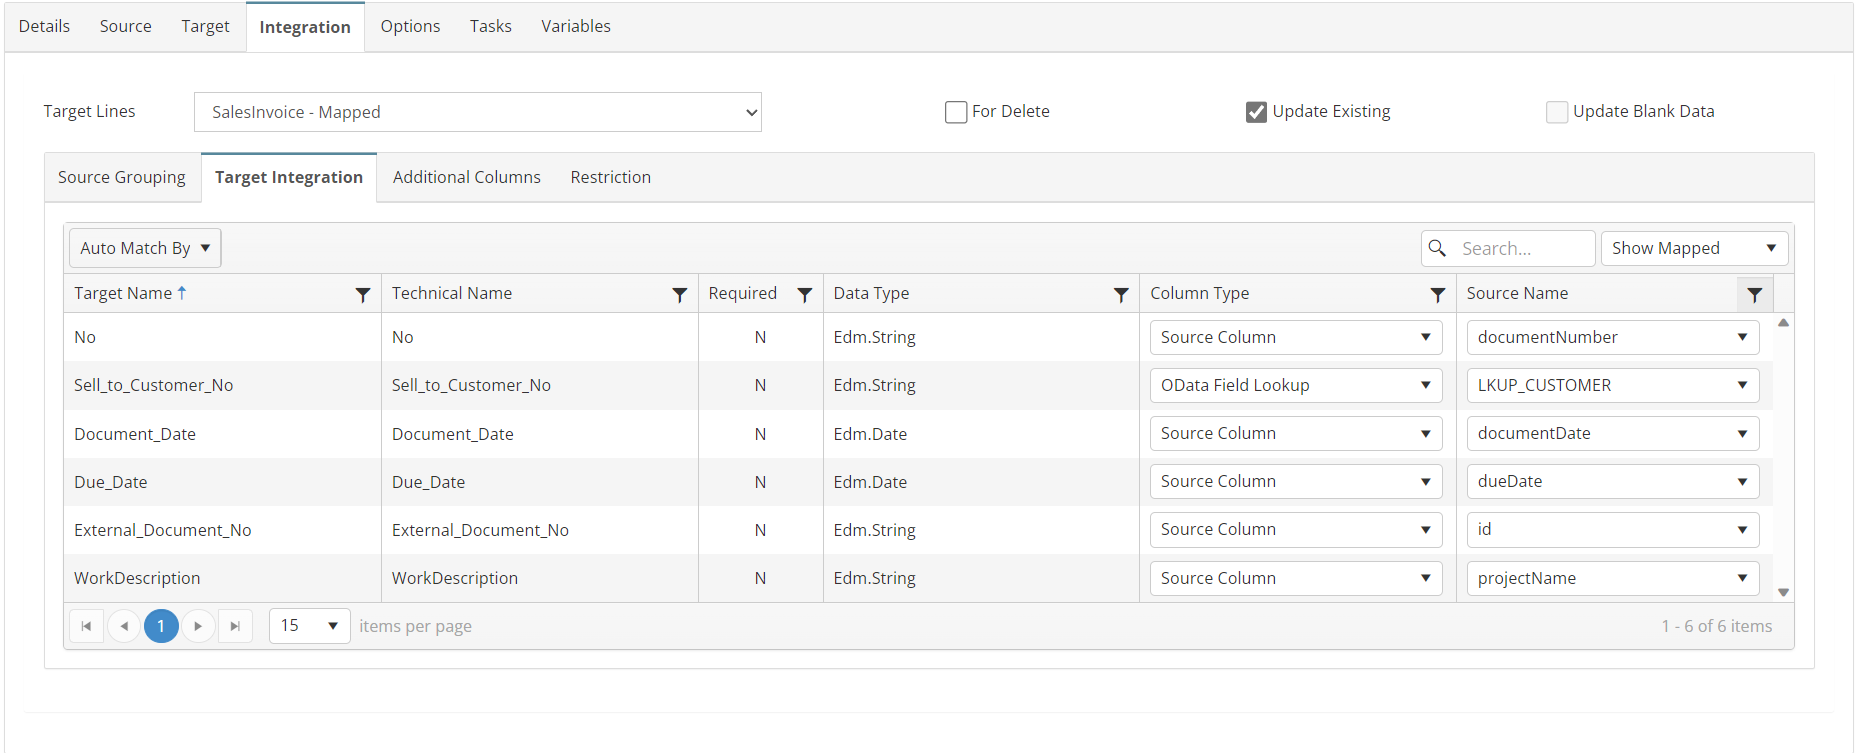 Details Source Target Integration Options Tasks Variables
Target Lines SalesInvoice - Mapped For Delete Update Existing Update Blank Data
Source Grouping Target Integration Additional Columns Restriction
Auto Match By Search... Show Mapped
Target Name Technical Name Required Data Type Column Type Source Name
No No N Edm.String Source Column documentNumber
Sell_to_Customer_No Sell_to_Customer_No N Edm.String OData Field Lookup LKUP_CUSTOMER
Document_Date Document_Date N Edm.Date Source Column documentDate
Due_Date Due_Date N Edm.Date Source Column dueDate
External_Document_No External_Document_No N Edm.String Source Column id
WorkDescription WorkDescription N Edm.String Source Column projectName
1 15 items per page 1 - 6 of 6 items